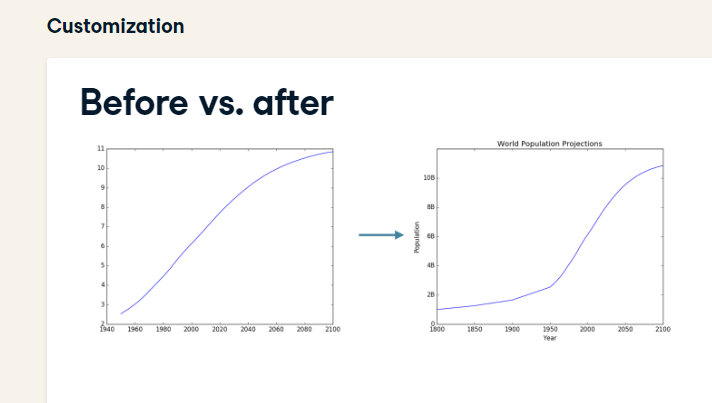 Customization
Before vs. after
11
10
9
8
7
6
5
4
3
2
1940 1960 1980 2000 2020 2040 2060 2080 2100
World Population Projections
10B
8B
6B
4B
2B
0
Population
1800 1850 1900 1950 2000 2050 2100
Year